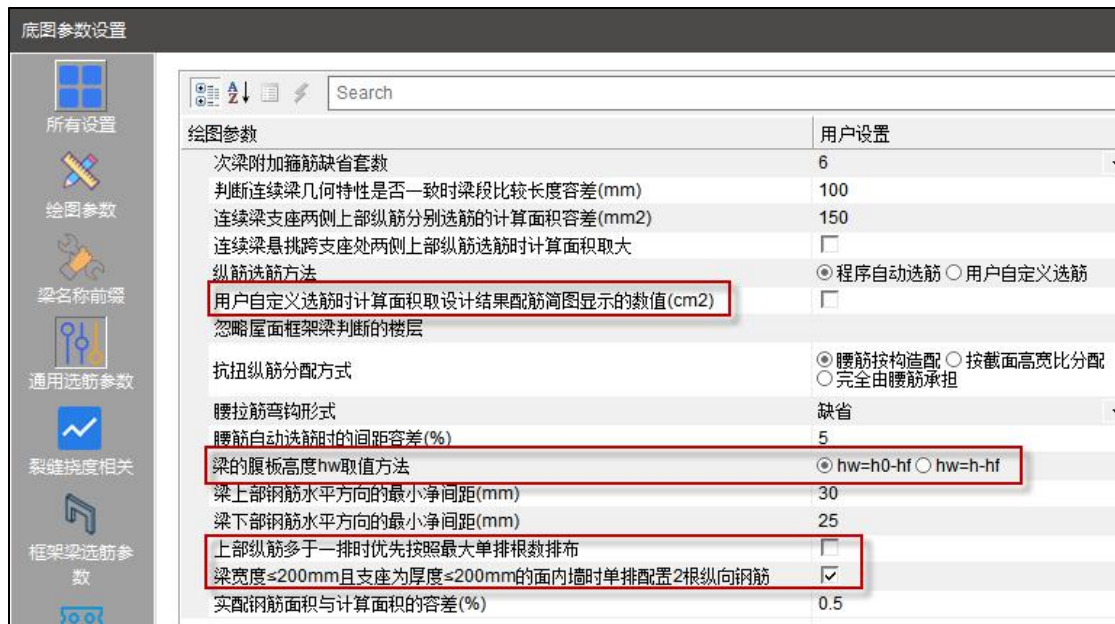 底图参数设置
所有设置
绘图参数
梁名称前缀
通用选筋参数
裂缝挠度相关
框架梁选筋参
数
Search
绘图参数 用户设置
次梁附加箍筋缺省套数 6
判断连续梁几何特性是否一致时梁段比较长度容差(mm) 100
连续梁支座两侧上部纵筋分别选筋的计算面积容差(mm2) 150
连续梁悬挑跨支座处两侧上部纵筋选筋时计算面积取大
纵筋选筋方法 程序自动选筋 用户自定义选筋
用户自定义选筋时计算面积取设计结果配筋简图显示的数值(cm2)
忽略屋面框架梁判断的楼层
抗扭纵筋分配方式 腰筋按构造配 按截面高宽比分配
完全由腰筋承担
腰拉筋弯钩形式 缺省
腰筋自动选筋时的间距容差(%) 5
梁的腹板高度hw取值方法 hw=h0-hf hw=h-hf
梁上部钢筋水平方向的最小净间距(mm) 30
梁下部钢筋水平方向的最小净间距(mm) 25
上部纵筋多于一排时优先按照最大单排根数排布
梁宽度≤200mm且支座为厚度≤200mm的面内墙时单排配置2根纵向钢筋
实配钢筋面积与计算面积的容差(%) 0.5